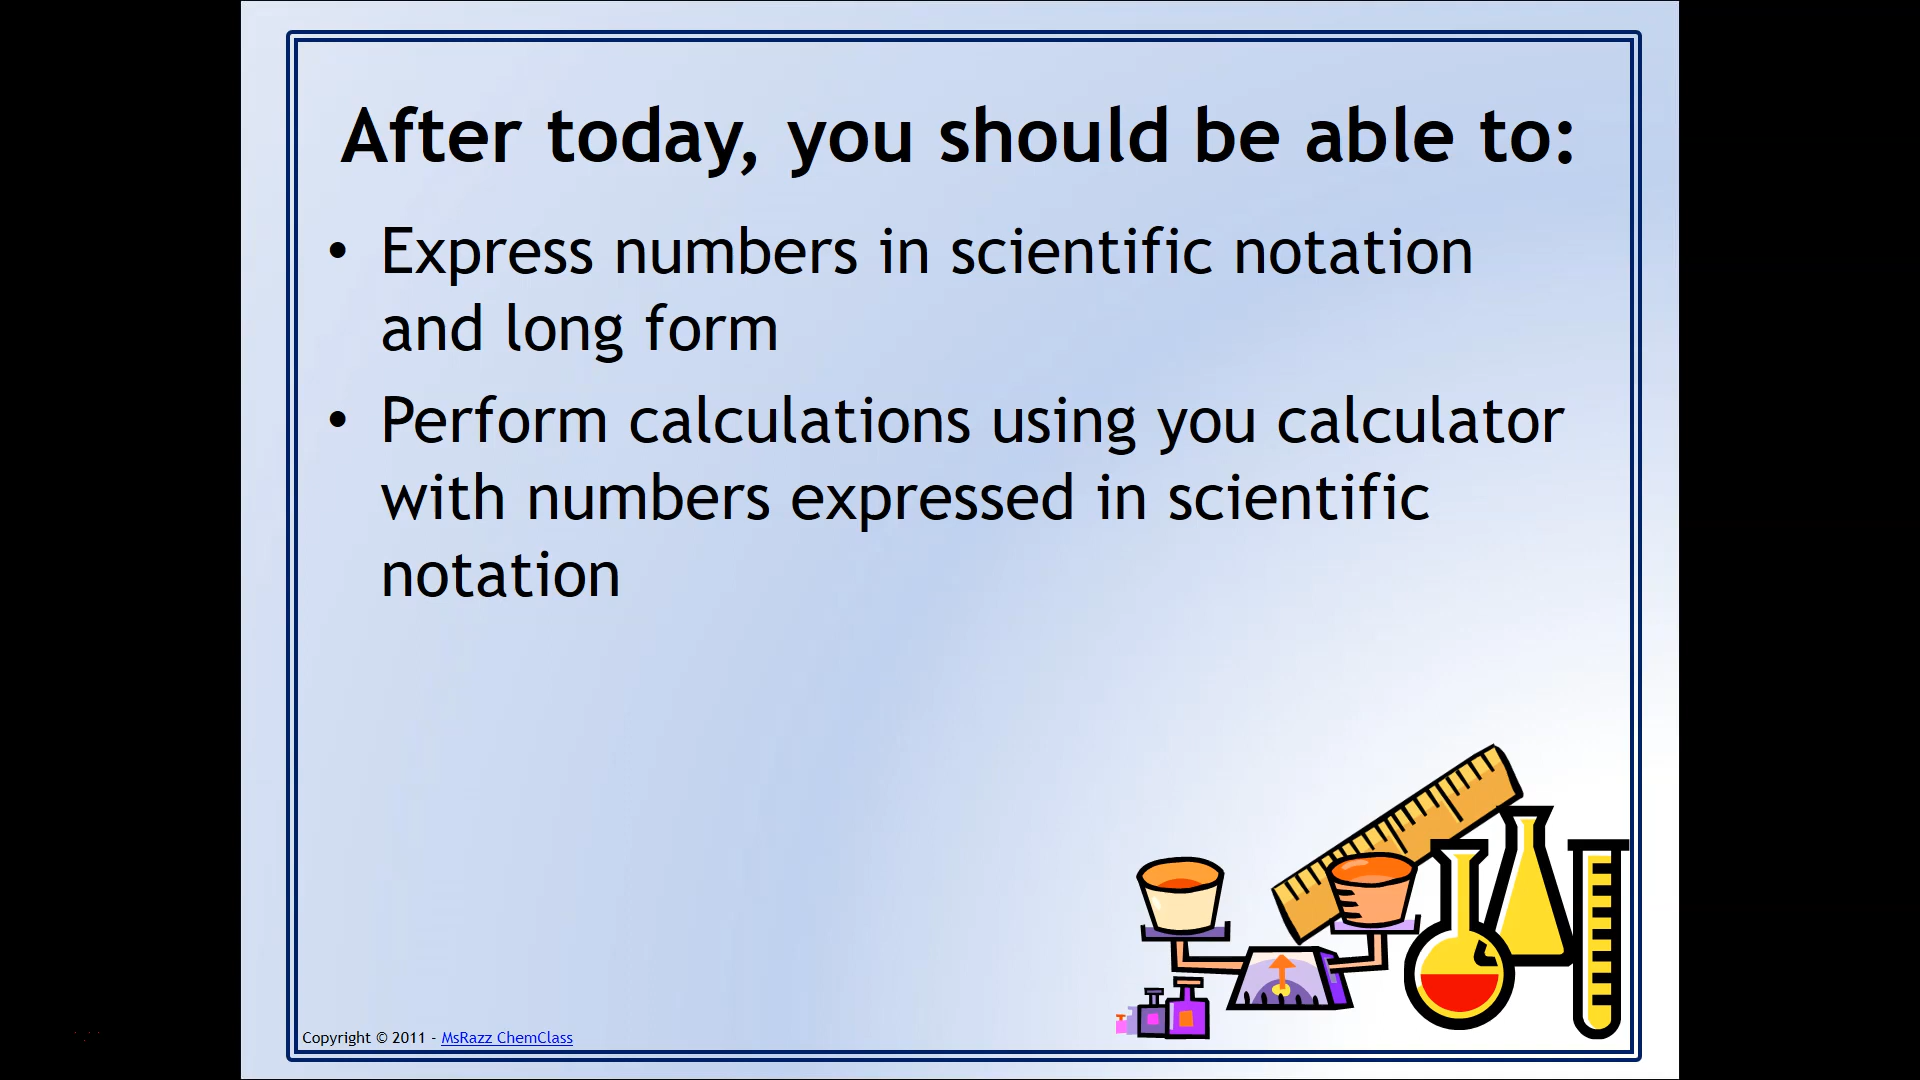 After today, you should be able to:
• Express numbers in scientific notation
and long form
• Perform calculations using you calculator
with numbers expressed in scientific
notation
Copyright © 2011 - MsRazz ChemClass